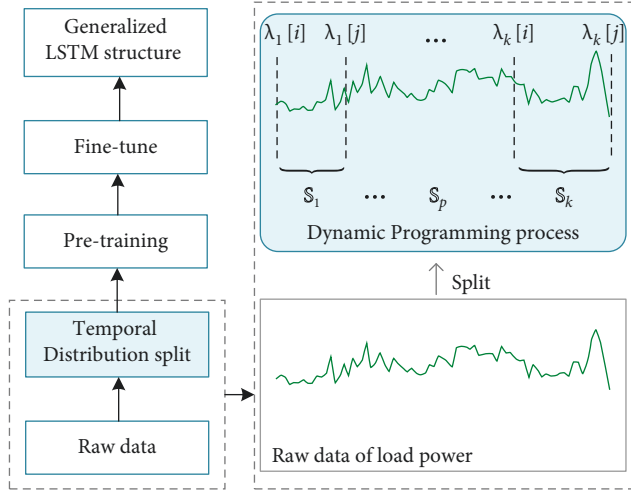 Generalized
LSTM structure
Fine-tune
Pre-training
Temporal
Distribution split
Raw data
λ₁ [i] λ₁ [j] ... λₖ [i] λₖ [j]
𝕊₁ ... 𝕊ₚ ... 𝕊ₖ
Dynamic Programming process
Split
Raw data of load power